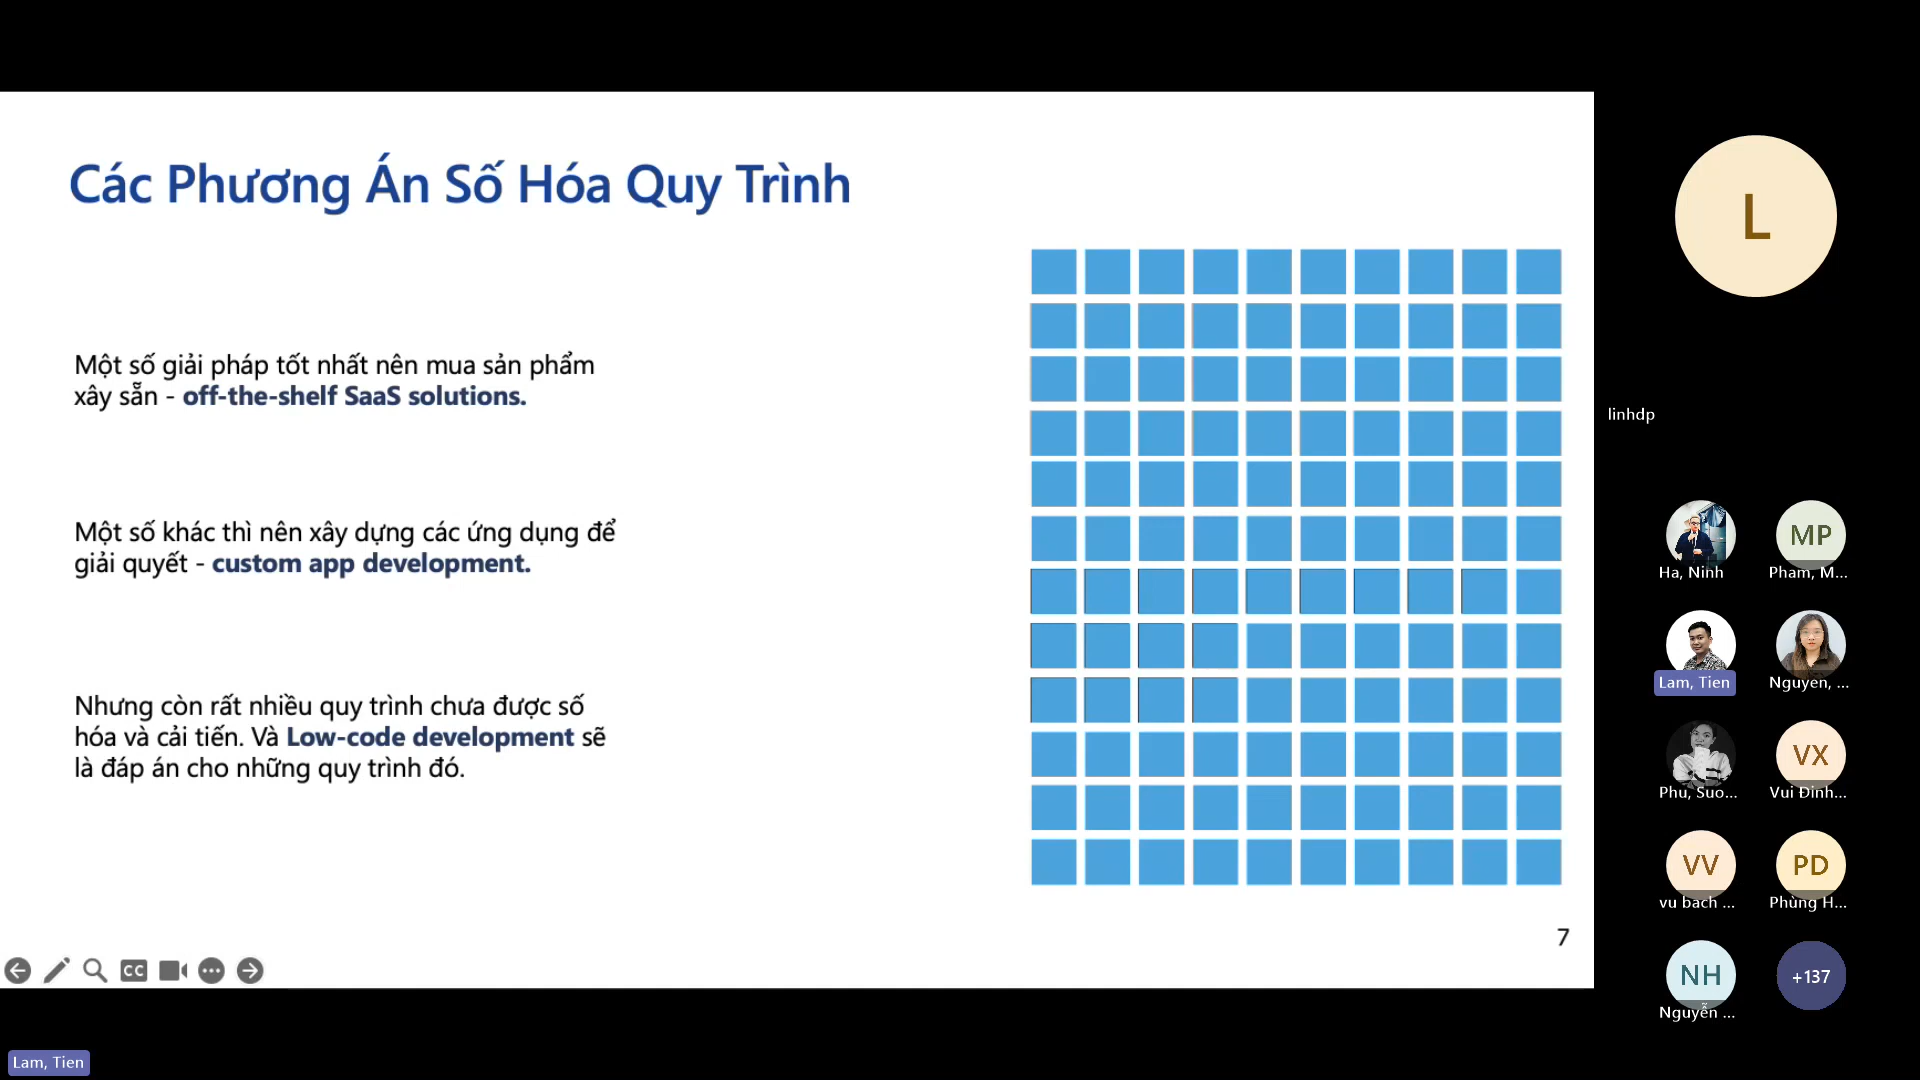 Các Phương Án Số Hóa Quy Trình
Một số giải pháp tốt nhất nên mua sản phẩm
xây sẵn - off-the-shelf SaaS solutions.
Một số khác thì nên xây dựng các ứng dụng để
giải quyết - custom app development.
Nhưng còn rất nhiều quy trình chưa được số
hóa và cải tiến. Và Low-code development sẽ
là đáp án cho những quy trình đó.
7
CC
Lam, Tien
L
linhdp
Ha, Ninh
MP
Pham, M...
Lam, Tien
Nguyen, ...
Phu, Suo...
VX
Vui Đinh...
VV
vu bach ...
PD
Phùng H...
NH
Nguyễn ...
+137